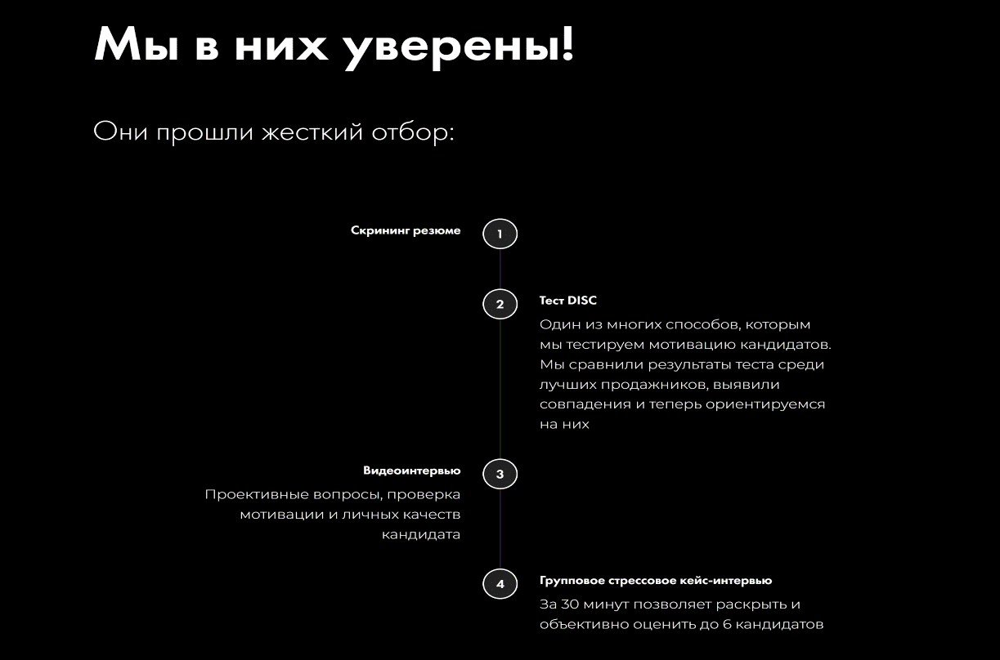 Мы в них уверены!
Они прошли жесткий отбор:
Скрининг резюме
1
2
Тест DISC
Один из многих способов, которым
мы тестируем мотивацию кандидатов.
Мы сравнили результаты теста среди
лучших продажников, выявили
совпадения и теперь ориентируемся
на них
Видеоинтервью
3
Проективные вопросы, проверка
мотивации и личных качеств
кандидата
4
Групповое стрессовое кейс-интервью
За 30 минут позволяет раскрыть и
объективно оценить до 6 кандидатов